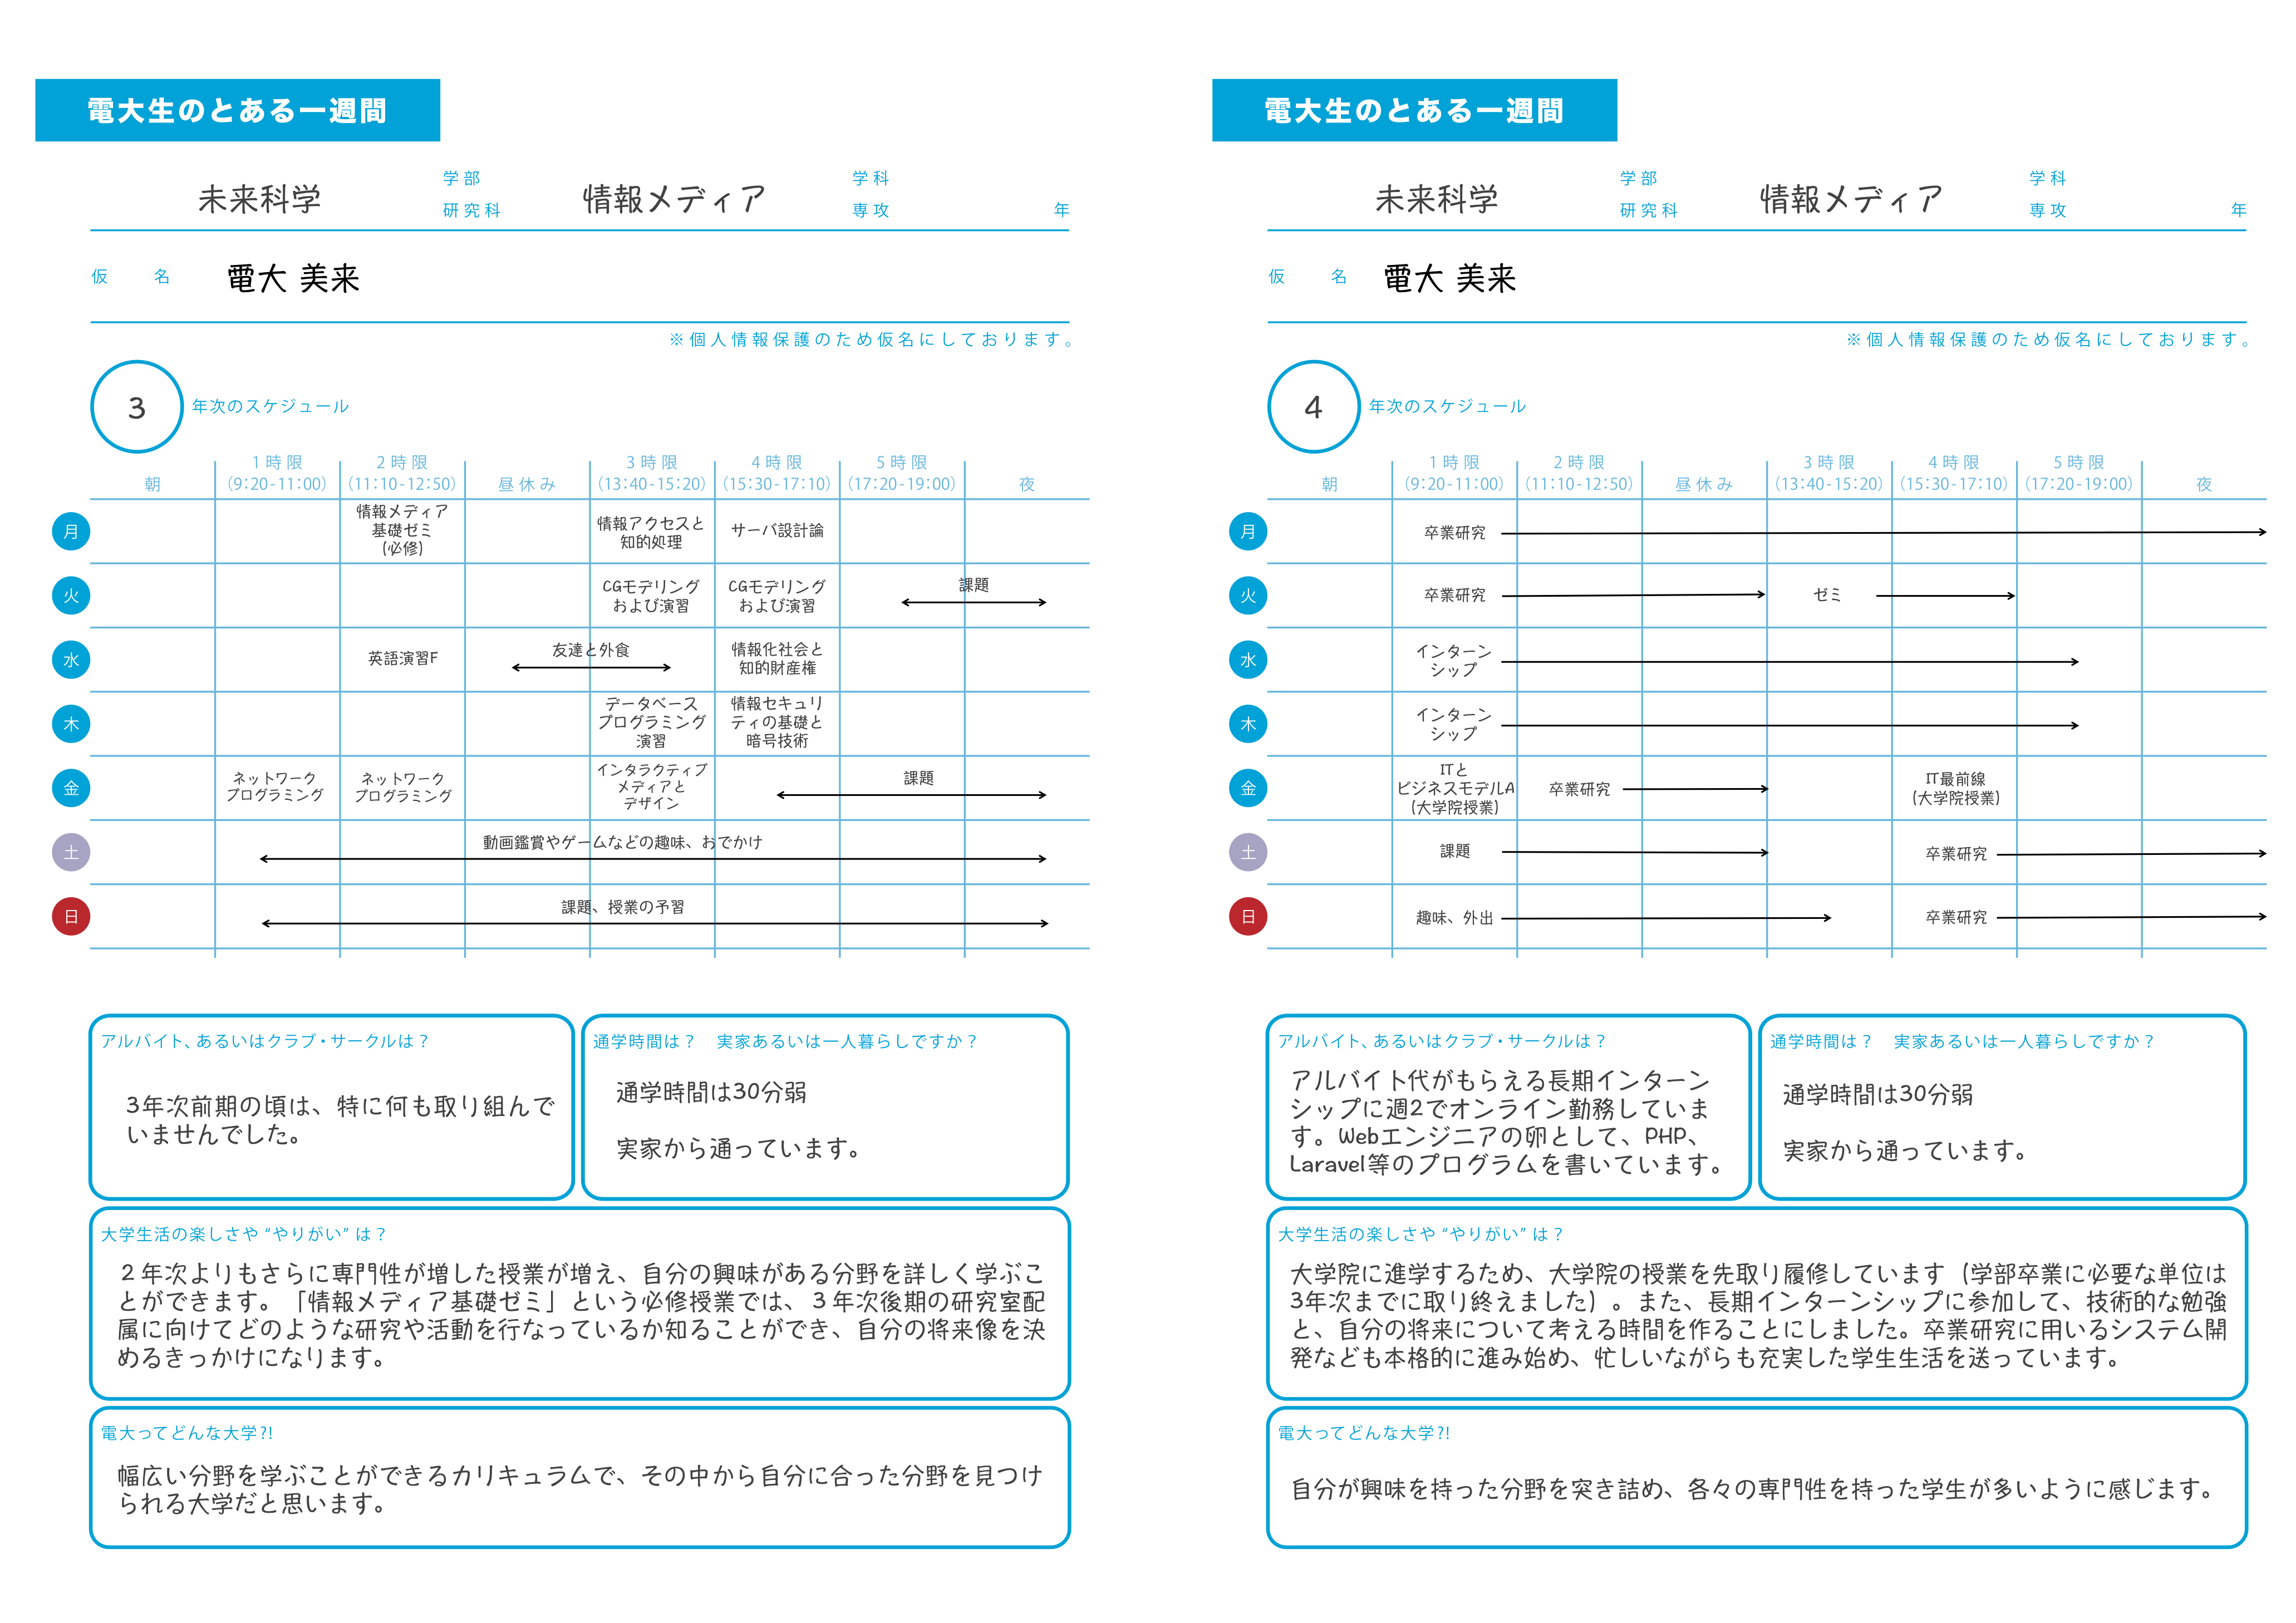 電大生のとある一週間
未来科学 学部 研究科 情報メディア 学科 専攻 年
仮名 電大 美来
※個人情報保護のため仮名にしております。
3 年次のスケジュール
朝 1時限 (9:20-11:00) 2時限 (11:10-12:50) 昼休み 3時限 (13:40-15:20) 4時限 (15:30-17:10) 5時限 (17:20-19:00) 夜
月
情報メディア
基礎ゼミ
(必修)
情報アクセスと
知的処理
サーバ設計論
火
CGモデリング
および演習
CGモデリング
および演習
課題
水
英語演習F
友達と外食
情報化社会と
知的財産権
木
データベース
プログラミング
演習
情報セキュリ
ティの基礎と
暗号技術
金
ネットワーク
プログラミング
ネットワーク
プログラミング
インタラクティブ
メディアと
デザイン
課題
土
動画鑑賞やゲームなどの趣味、おでかけ
日
課題、授業の予習
アルバイト、あるいはクラブ・サークルは？
3年次前期の頃は、特に何も取り組んで
いませんでした。
通学時間は？ 実家あるいは一人暮らしですか？
通学時間は30分弱
実家から通っています。
大学生活の楽しさや“やりがい”は？
２年次よりもさらに専門性が増した授業が増え、自分の興味がある分野を詳しく学ぶこ
とができます。「情報メディア基礎ゼミ」という必修授業では、３年次後期の研究室配
属に向けてどのような研究や活動を行なっているか知ることができ、自分の将来像を決
めるきっかけになります。
電大ってどんな大学?!
幅広い分野を学ぶことができるカリキュラムで、その中から自分に合った分野を見つけ
られる大学だと思います。
電大生のとある一週間
未来科学 学部 研究科 情報メディア 学科 専攻 年
仮名 電大 美来
※個人情報保護のため仮名にしております。
4 年次のスケジュール
朝 1時限 (9:20-11:00) 2時限 (11:10-12:50) 昼休み 3時限 (13:40-15:20) 4時限 (15:30-17:10) 5時限 (17:20-19:00) 夜
月
卒業研究
火
卒業研究
ゼミ
水
インターン
シップ
木
インターン
シップ
金
ITと
ビジネスモデルA
(大学院授業)
卒業研究
IT最前線
(大学院授業)
土
課題
卒業研究
日
趣味、外出
卒業研究
アルバイト、あるいはクラブ・サークルは？
アルバイト代がもらえる長期インターン
シップに週2でオンライン勤務していま
す。Webエンジニアの卵として、PHP、
Laravel等のプログラムを書いています。
通学時間は？ 実家あるいは一人暮らしですか？
通学時間は30分弱
実家から通っています。
大学生活の楽しさや“やりがい”は？
大学院に進学するため、大学院の授業を先取り履修しています（学部卒業に必要な単位は
3年次までに取り終えました）。また、長期インターンシップに参加して、技術的な勉強
と、自分の将来について考える時間を作ることにしました。卒業研究に用いるシステム開
発なども本格的に進み始め、忙しいながらも充実した学生生活を送っています。
電大ってどんな大学?!
自分が興味を持った分野を突き詰め、各々の専門性を持った学生が多いように感じます。